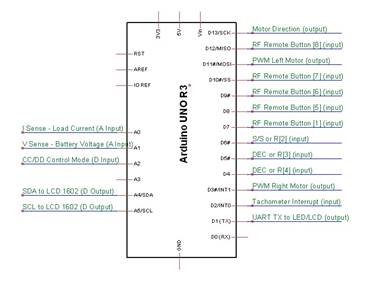 3V3
5V
Vin
Arduino UNO R3
RST
AREF
IO REF
I Sense - Load Current (A Input) A0
V Sense - Battery Voltage (A Input) A1
CC/DD Control Mode (D Input) A2
A3
SDA to LCD 1602 (D Output) A4/SDA
SCL to LCD 1602 (D Output) A5/SCL
D13/SCK Motor Direction (output)
D12/MISO RF Remote Button [8] (input)
D11#/MOSI PWM Left Motor (output)
D10#/SS RF Remote Button [7] (input)
D9# RF Remote Button [6] (input)
D8 RF Remote Button [5] (input)
D7 RF Remote Button [1] (input)
D6# S/S or R[2] (input)
D5# DEC or R[3] (input)
D4 DEC or R[4] (input)
D3#/INT1 PWM Right Motor (output)
D2/INT0 Tachometer Interrupt (input)
D1 (TX) UART TX to LED/LCD (output)
D0 (RX)
GND